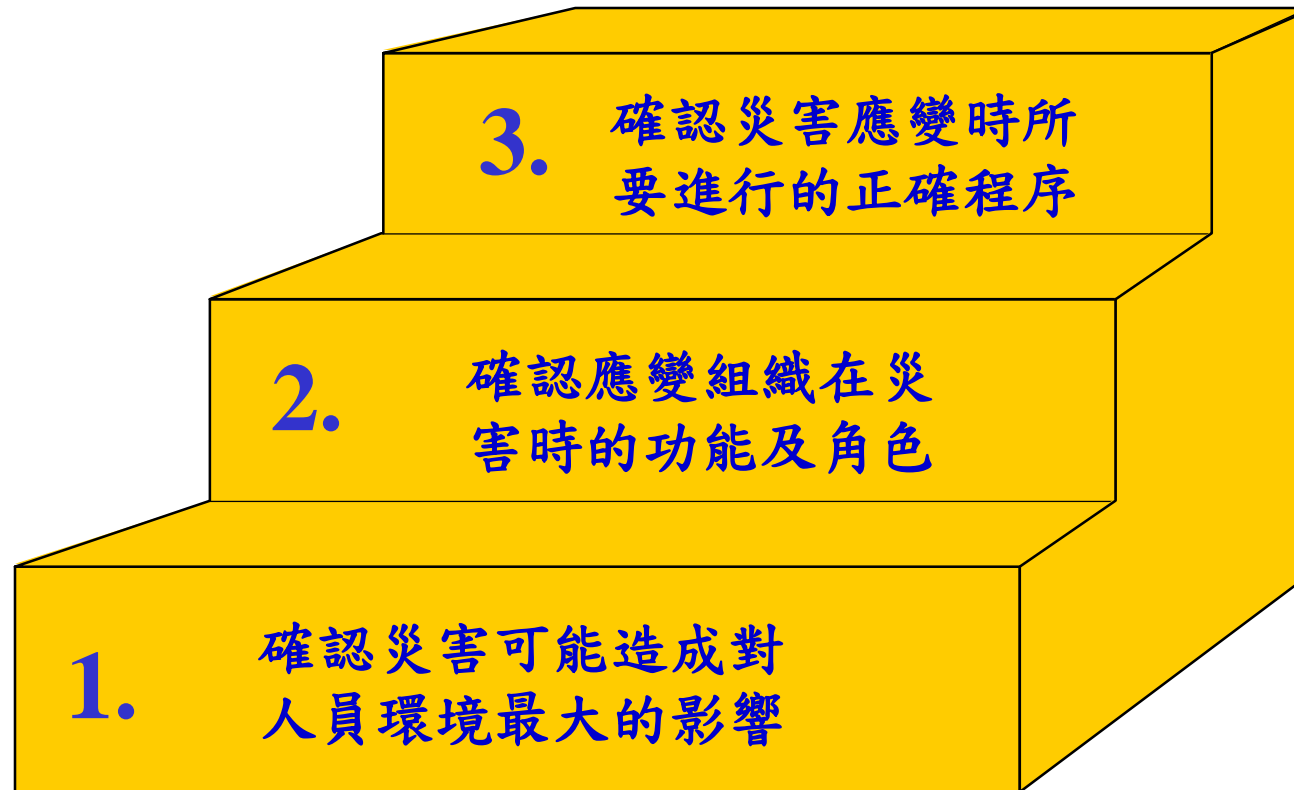 3. 確認災害應變時所
要進行的正確程序
2. 確認應變組織在災
害時的功能及角色
1. 確認災害可能造成對
人員環境最大的影響